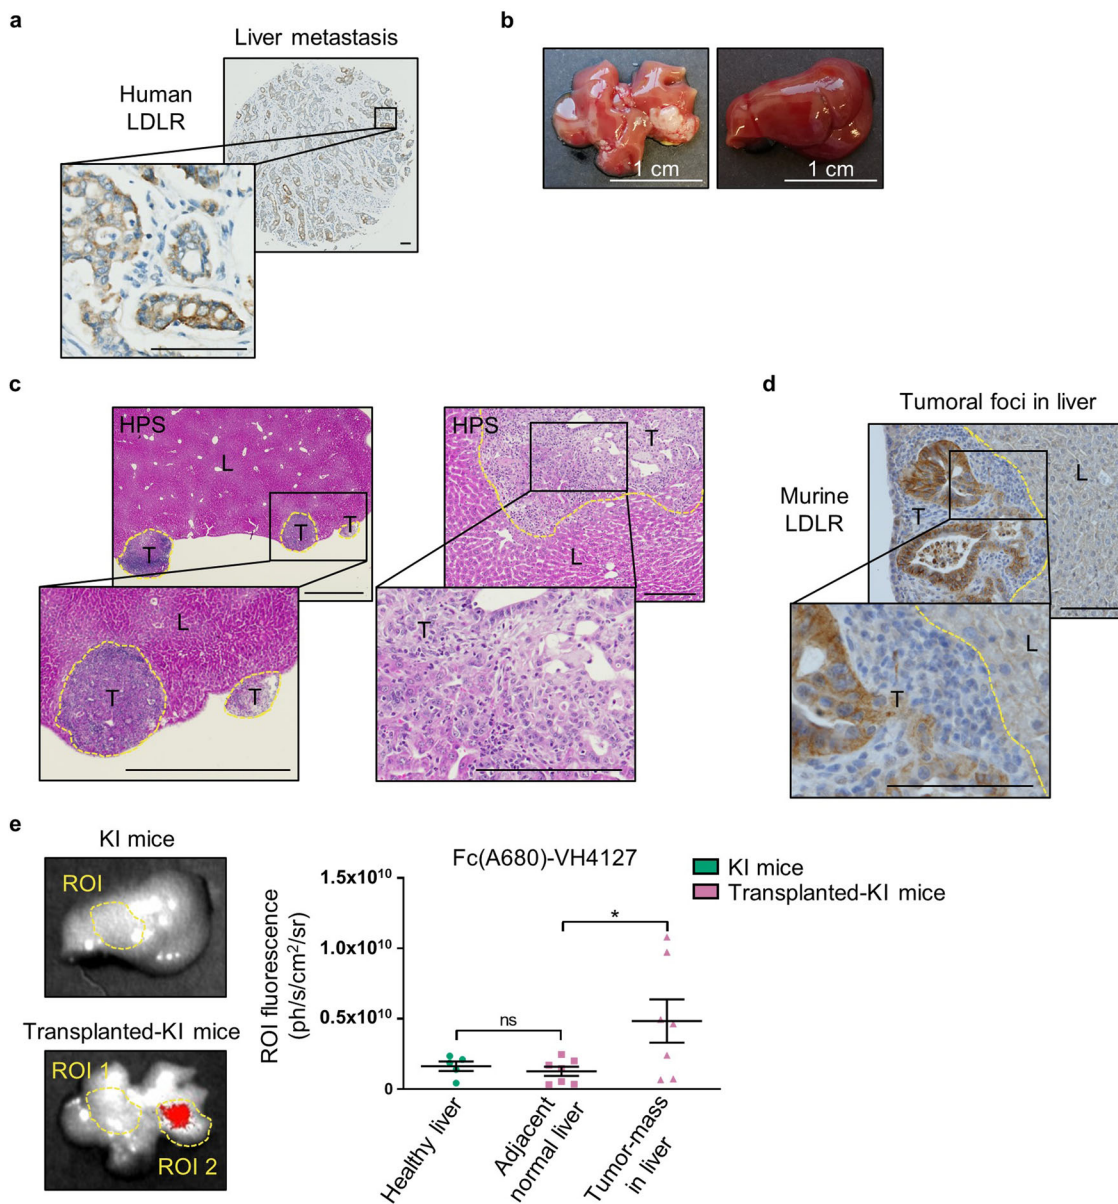 a
Liver metastasis
Human
LDLR
b
1 cm
1 cm
c
HPS
L
T
T
T
L
T
T
HPS
T
L
T
d
Tumoral foci in liver
Murine
LDLR
L
T
L
T
e
KI mice
ROI
Transplanted-KI mice
ROI 1
ROI 2
Fc(A680)-VH4127
KI mice
Transplanted-KI mice
ROI fluorescence
(ph/s/cm²/sr)
1.5x10¹⁰
1.0x10¹⁰
0.5x10¹⁰
0
ns
*
Healthy liver
Adjacent
normal liver
Tumor-mass
in liver